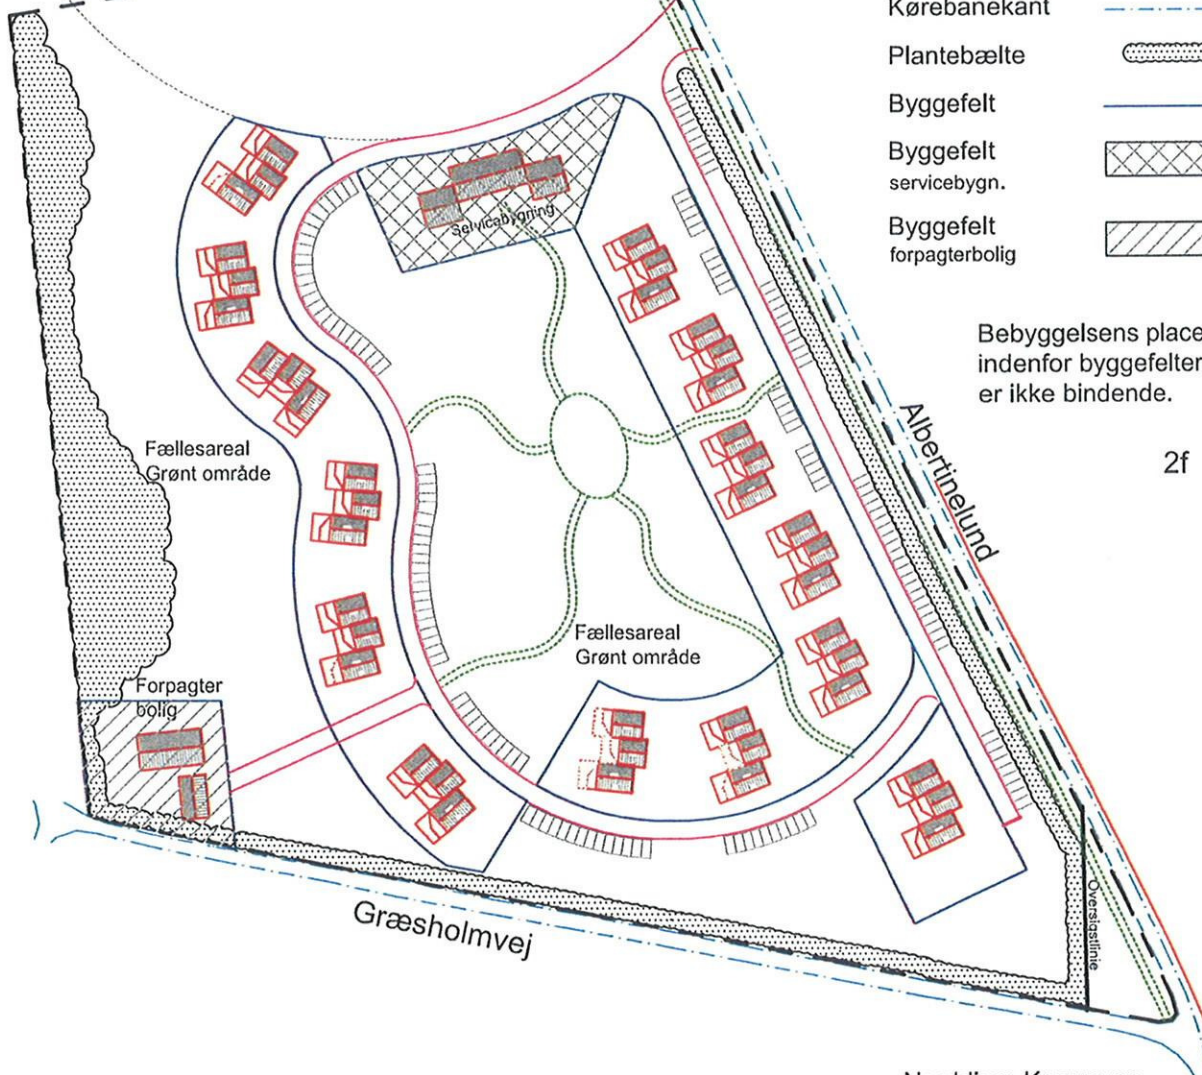 Kørebanekant
Plantebælte
Byggefelt
Byggefelt
servicebygn.
Byggefelt
forpagterbolig
Bebyggelsens place
indenfor byggefelter
er ikke bindende.
2f
Servicebygning
Albertinelund
Fællesareal
Grønt område
Fællesareal
Grønt område
Forpagter
bolig
Græsholmvej
Oversigtslinie